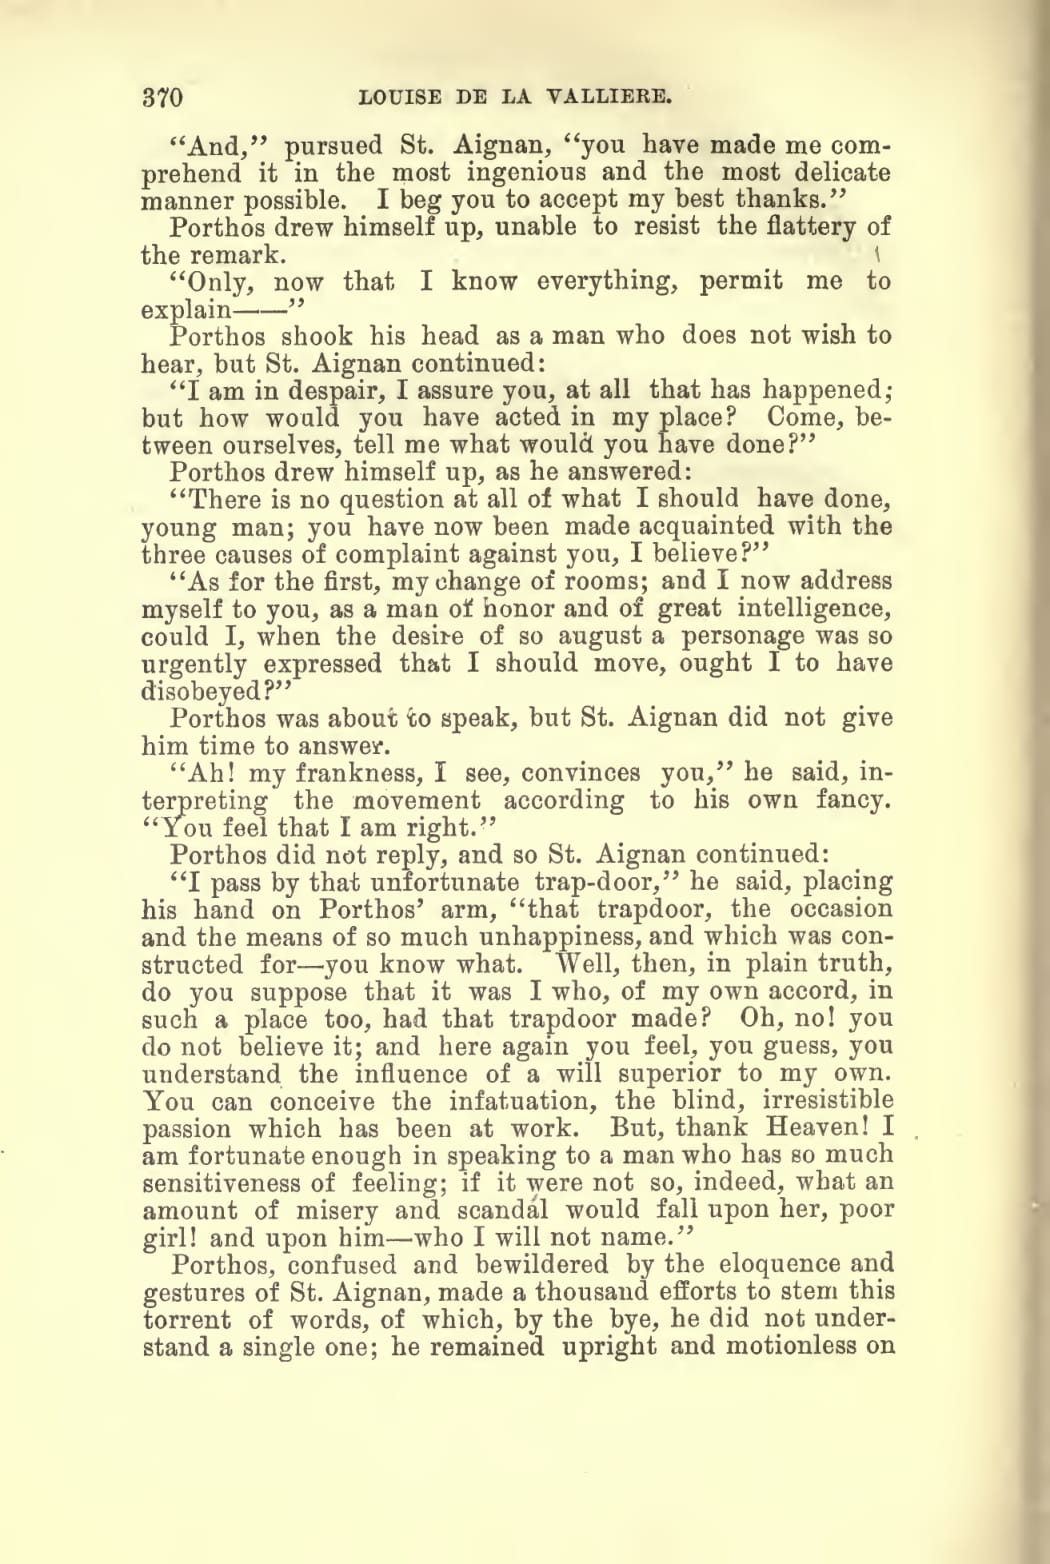 370 LOUISE DE LA VALLIERE.
“And,” pursued St. Aignan, “you have made me com-
prehend it in the most ingenious and the most delicate
manner possible. I beg you to accept my best thanks.”
Porthos drew himself up, unable to resist the flattery of
the remark.
“Only, now that I know everything, permit me to
explain——”
Porthos shook his head as a man who does not wish to
hear, but St. Aignan continued:
“I am in despair, I assure you, at all that has happened;
but how would you have acted in my place? Come, be-
tween ourselves, tell me what would you have done?”
Porthos drew himself up, as he answered:
“There is no question at all of what I should have done,
young man; you have now been made acquainted with the
three causes of complaint against you, I believe?”
“As for the first, my change of rooms; and I now address
myself to you, as a man of honor and of great intelligence,
could I, when the desire of so august a personage was so
urgently expressed that I should move, ought I to have
disobeyed?”
Porthos was about to speak, but St. Aignan did not give
him time to answer.
“Ah! my frankness, I see, convinces you,” he said, in-
terpreting the movement according to his own fancy.
“You feel that I am right.”
Porthos did not reply, and so St. Aignan continued:
“I pass by that unfortunate trap-door,” he said, placing
his hand on Porthos’ arm, “that trapdoor, the occasion
and the means of so much unhappiness, and which was con-
structed for—you know what. Well, then, in plain truth,
do you suppose that it was I who, of my own accord, in
such a place too, had that trapdoor made? Oh, no! you
do not believe it; and here again you feel, you guess, you
understand the influence of a will superior to my own.
You can conceive the infatuation, the blind, irresistible
passion which has been at work. But, thank Heaven! I
am fortunate enough in speaking to a man who has so much
sensitiveness of feeling; if it were not so, indeed, what an
amount of misery and scandal would fall upon her, poor
girl! and upon him—who I will not name.”
Porthos, confused and bewildered by the eloquence and
gestures of St. Aignan, made a thousand efforts to stem this
torrent of words, of which, by the bye, he did not under-
stand a single one; he remained upright and motionless on